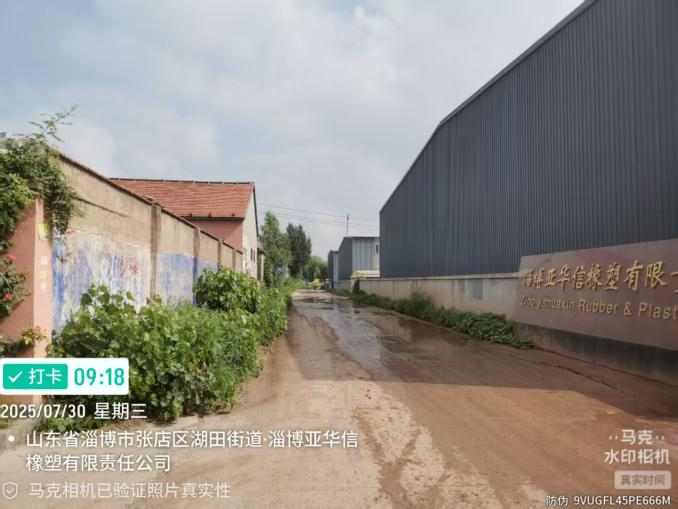 淄博亚华信橡塑有限
Zibo yahuaxin Rubber & Plast
打卡 09:18
2025/07/30 星期三
山东省淄博市张店区湖田街道·淄博亚华信
橡塑有限责任公司
马克相机已验证照片真实性
马克
水印相机
真实时间
防伪 9VUGFL45PE666M